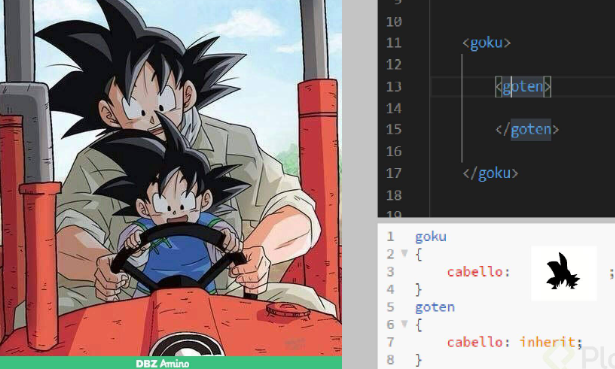 DBZ Amino
10
11 <goku>
12
13 <goten>
14
15 </goten>
16
17 </goku>
18
1 goku
2 {
3 cabello: ;
4 }
5 goten
6 {
7 cabello: inherit;
8 }